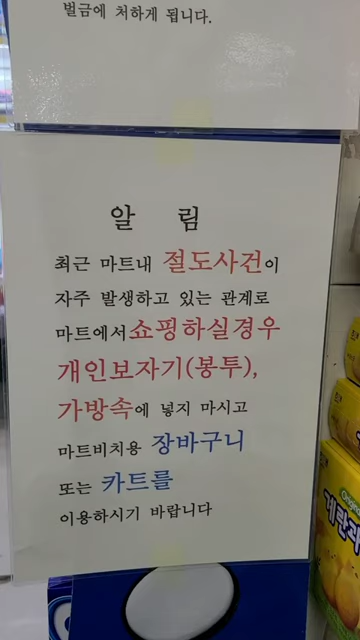 벌금에 처하게 됩니다.
알 림
최근 마트내 절도사건이
자주 발생하고 있는 관계로
마트에서쇼핑하실경우
개인보자기(봉투),
가방속에 넣지 마시고
마트비치용 장바구니
또는 카트를
이용하시기 바랍니다
Original
계란과